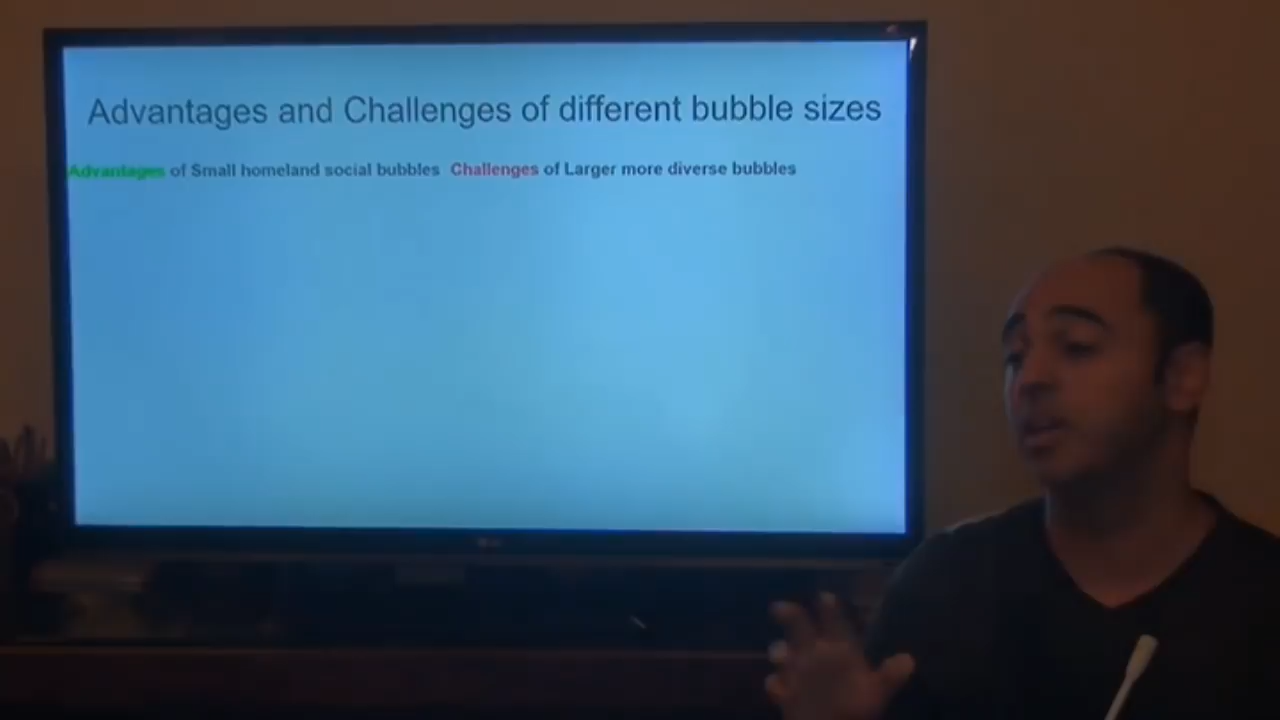 Advantages and Challenges of different bubble sizes
Advantages of Small homeland social bubbles Challenges of Larger more diverse bubbles